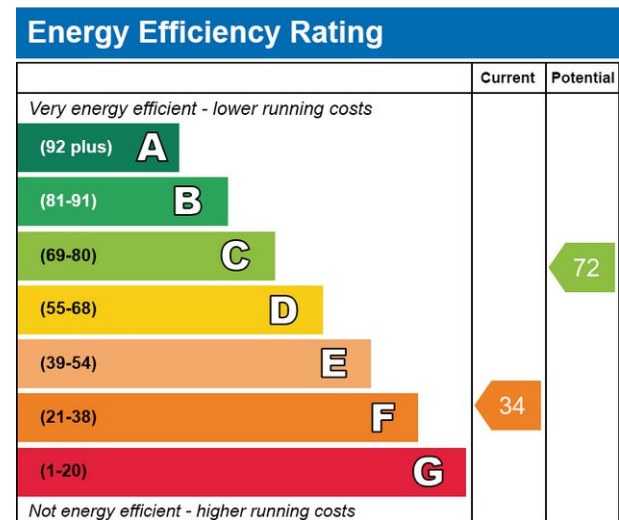 Energy Efficiency Rating
Current Potential
Very energy efficient - lower running costs
(92 plus) A
(81-91) B
(69-80) C
72
(55-68) D
(39-54) E
(21-38) F
34
(1-20) G
Not energy efficient - higher running costs